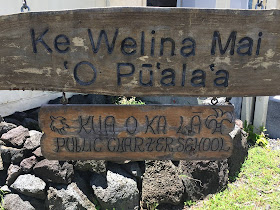 Ke Welina Mai
'O Pū'ala'a
KUA O KA LĀ
PUBLIC CHARTER SCHOOL